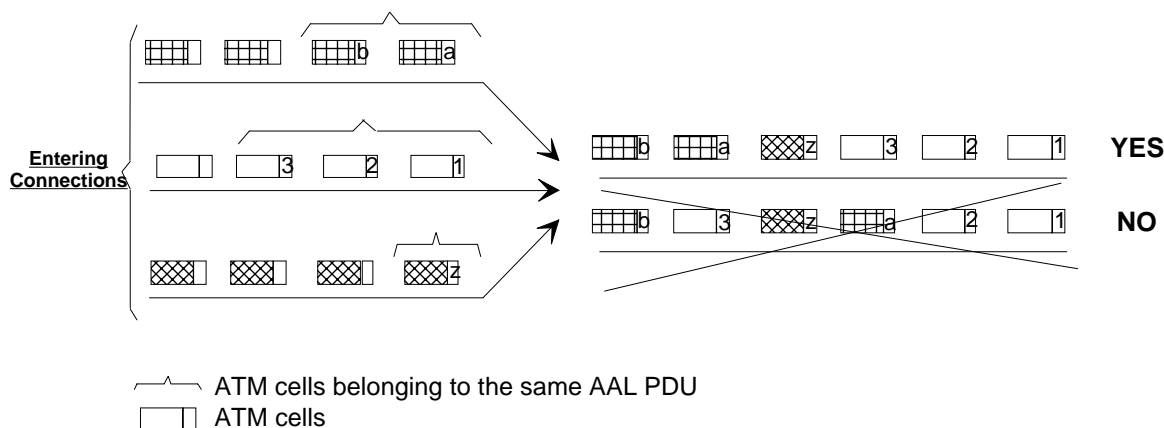 b a
b a z 3 2 1 YES
Entering
Connections
3 2 1
b 3 z a 2 1 NO
z
ATM cells belonging to the same AAL PDU
ATM cells